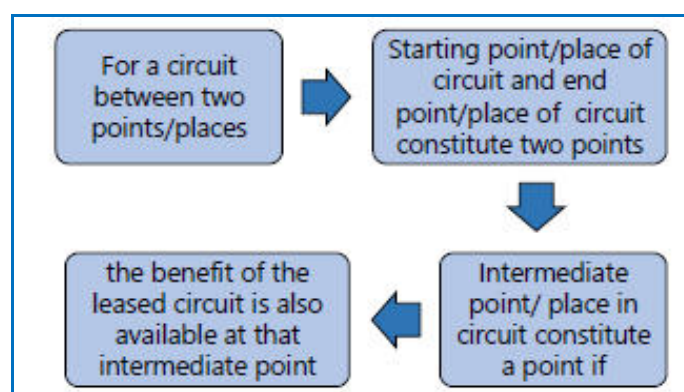 For a circuit
between two
points/places
Starting point/place of
circuit and end
point/place of circuit
constitute two points
Intermediate
point/ place in
circuit constitute
a point if
the benefit of the
leased circuit is also
available at that
intermediate point